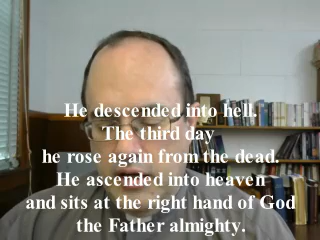 He descended into hell.
The third day
he rose again from the dead.
He ascended into heaven
and sits at the right hand of God
the Father almighty.